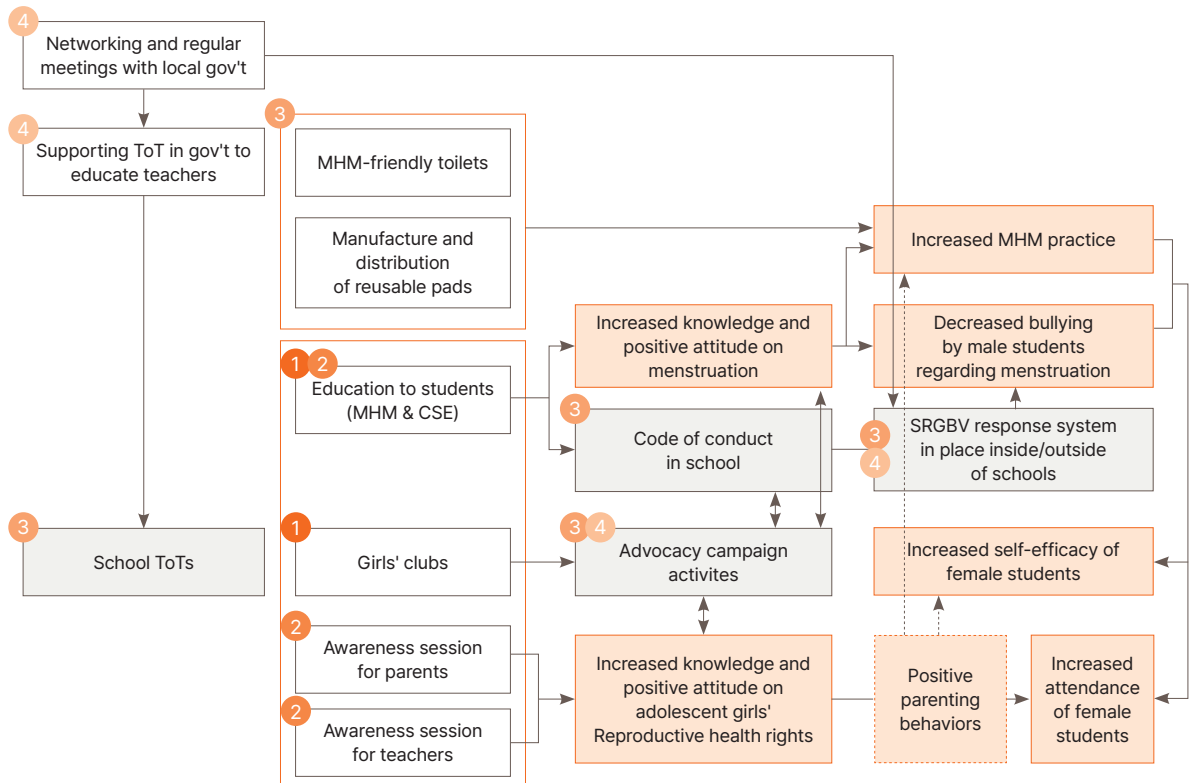 4
Networking and regular
meetings with local gov't
4
Supporting ToT in gov't to
educate teachers
3
School ToTs
3
MHM-friendly toilets
Manufacture and
distribution
of reusable pads
1 2
Education to students
(MHM & CSE)
1
Girls' clubs
2
Awareness session
for parents
2
Awareness session
for teachers
Increased knowledge and
positive attitude on
menstruation
3
Code of conduct
in school
3 4
Advocacy campaign
activites
Increased knowledge and
positive attitude on
adolescent girls'
Reproductive health rights
Increased MHM practice
Decreased bullying
by male students
regarding menstruation
3
4
SRGBV response system
in place inside/outside
of schools
Increased self-efficacy of
female students
Positive
parenting
behaviors
Increased
attendance
of female
students